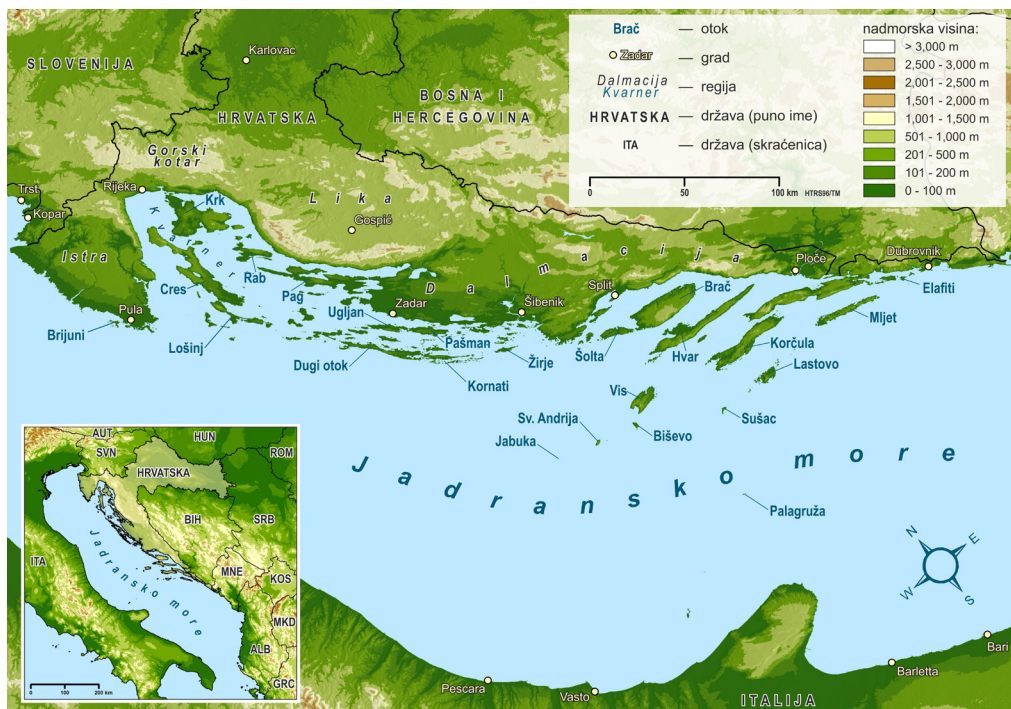 Brač — otok
Zadar — grad
Dalmacija
Kvarner — regija
HRVATSKA — država (puno ime)
ITA — država (skraćenica)
0 50 100 km HTRS96/TM
nadmorska visina:
> 3,000 m
2,500 - 3,000 m
2,001 - 2,500 m
1,501 - 2,000 m
1,001 - 1,500 m
501 - 1,000 m
201 - 500 m
101 - 200 m
0 - 100 m
SLOVENIJA
Karlovac
HRVATSKA
BOSNA I
HERCEGOVINA
Gorski
kotar
Trst
Rijeka
Kopar
Krk
Lika
Gospić
Kvarner
Istra
Cres
Rab
Pag
Dalmacija
Ploče
Dubrovnik
Zadar
Ugljan
Šibenik
Split
Brač
Elafiti
Pula
Brijuni
Lošinj
Pašman
Dugi otok
Kornati
Žirje
Šolta
Hvar
Korčula
Mljet
Lastovo
Vis
Sv. Andrija
Jabuka
Biševo
Sušac
Jadransko more
Palagruža
N
E
W
S
Pescara
Vasto
ITALIJA
Barletta
Bari
AUT
HUN
SVN
ROM
HRVATSKA
BIH
SRB
ITA
Jadransko more
MNE
KOS
MKD
ALB
GRC
0 100 200 km